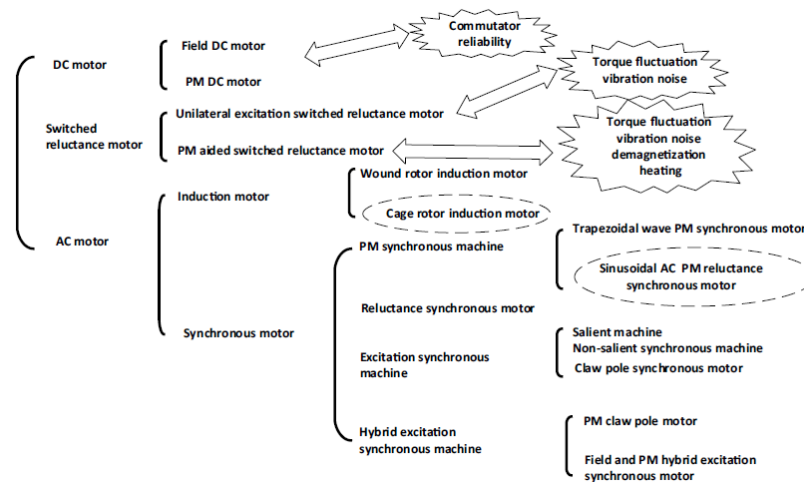 Commutator
reliability
Field DC motor
DC motor
PM DC motor
Torque fluctuation
vibration noise
Unilateral excitation switched reluctance motor
Switched
reluctance motor
PM aided switched reluctance motor
Torque fluctuation
vibration noise
demagnetization
heating
Wound rotor induction motor
Induction motor
Cage rotor induction motor
AC motor
PM synchronous machine
Trapezoidal wave PM synchronous motor
Sinusoidal AC PM reluctance
synchronous motor
Reluctance synchronous motor
Synchronous motor
Salient machine
Non-salient synchronous machine
Claw pole synchronous motor
Excitation synchronous
machine
PM claw pole motor
Hybrid excitation
synchronous machine
Field and PM hybrid excitation
synchronous motor